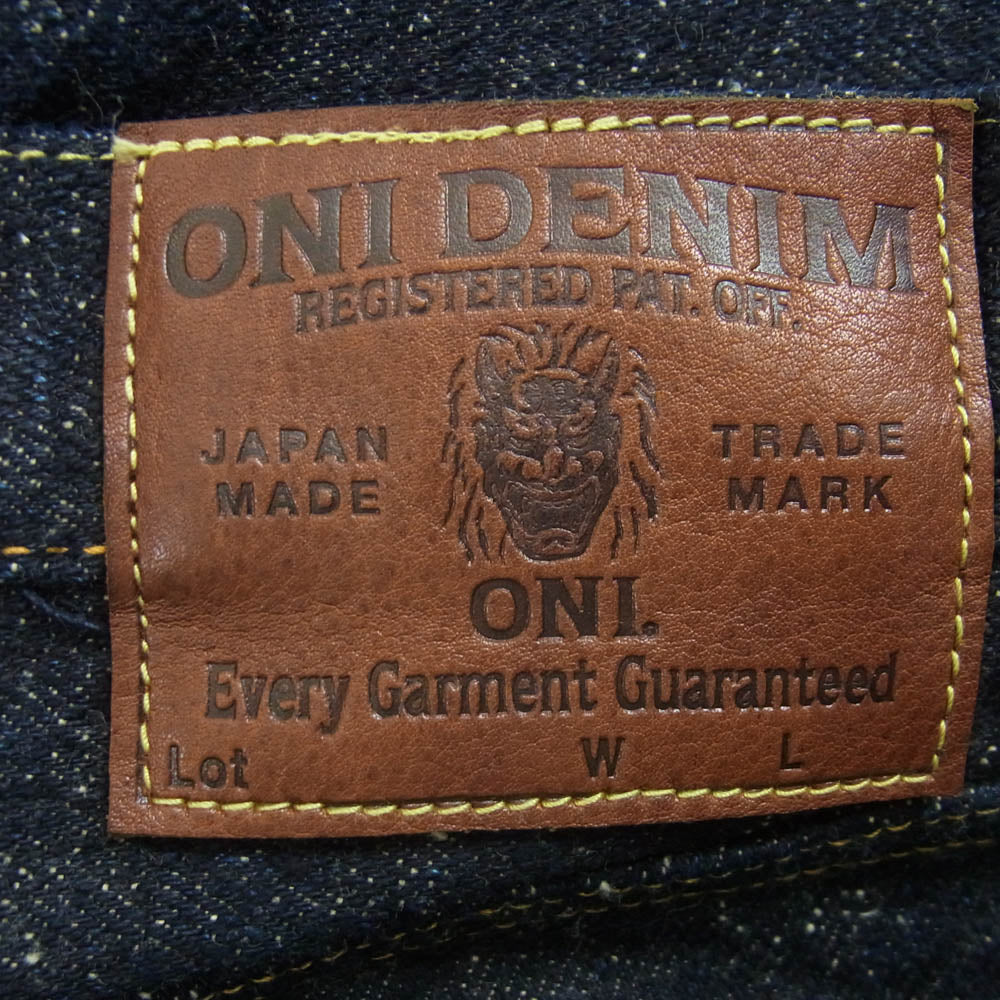 ONI DENIM
REGISTERED PAT. OFF.
JAPAN MADE
TRADE MARK
ONI.
Every Garment Guaranteed
Lot W L